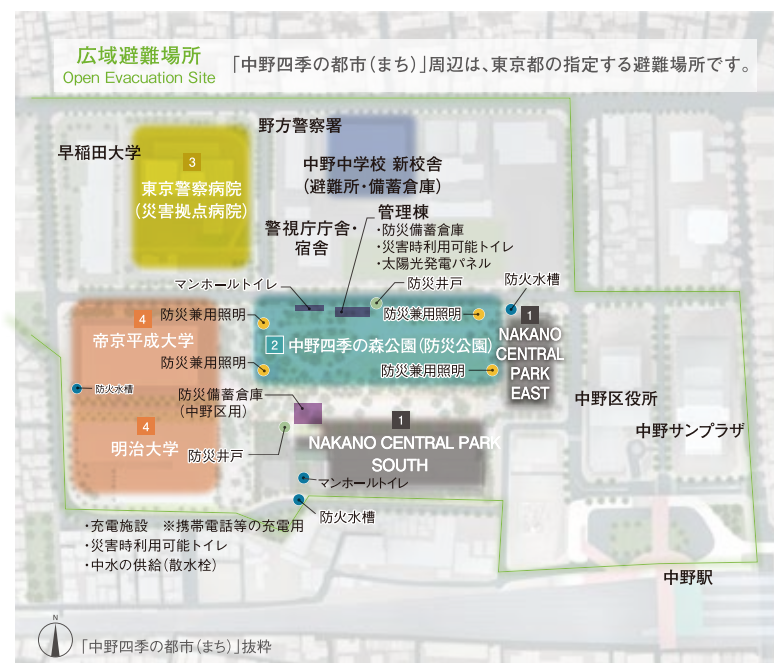 広域避難場所
Open Evacuation Site
「中野四季の都市(まち)」周辺は、東京都の指定する避難場所です。
野方警察署
早稲田大学
3
東京警察病院
(災害拠点病院)
中野中学校 新校舎
(避難所・備蓄倉庫)
管理棟
・防災備蓄倉庫
・災害時利用可能トイレ
・太陽光発電パネル
警視庁庁舎・
宿舎
マンホールトイレ
防災井戸
防火水槽
4
帝京平成大学
防災兼用照明
防災兼用照明
1
NAKANO
CENTRAL
PARK
EAST
2 中野四季の森公園(防災公園)
防災兼用照明
防災兼用照明
防火水槽
防災備蓄倉庫
(中野区用)
中野区役所
中野サンプラザ
4
明治大学
防災井戸
1
NAKANO CENTRAL PARK
SOUTH
マンホールトイレ
防火水槽
・充電施設 ※携帯電話等の充電用
・災害時利用可能トイレ
・中水の供給(散水栓)
中野駅
N
「中野四季の都市(まち)」抜粋